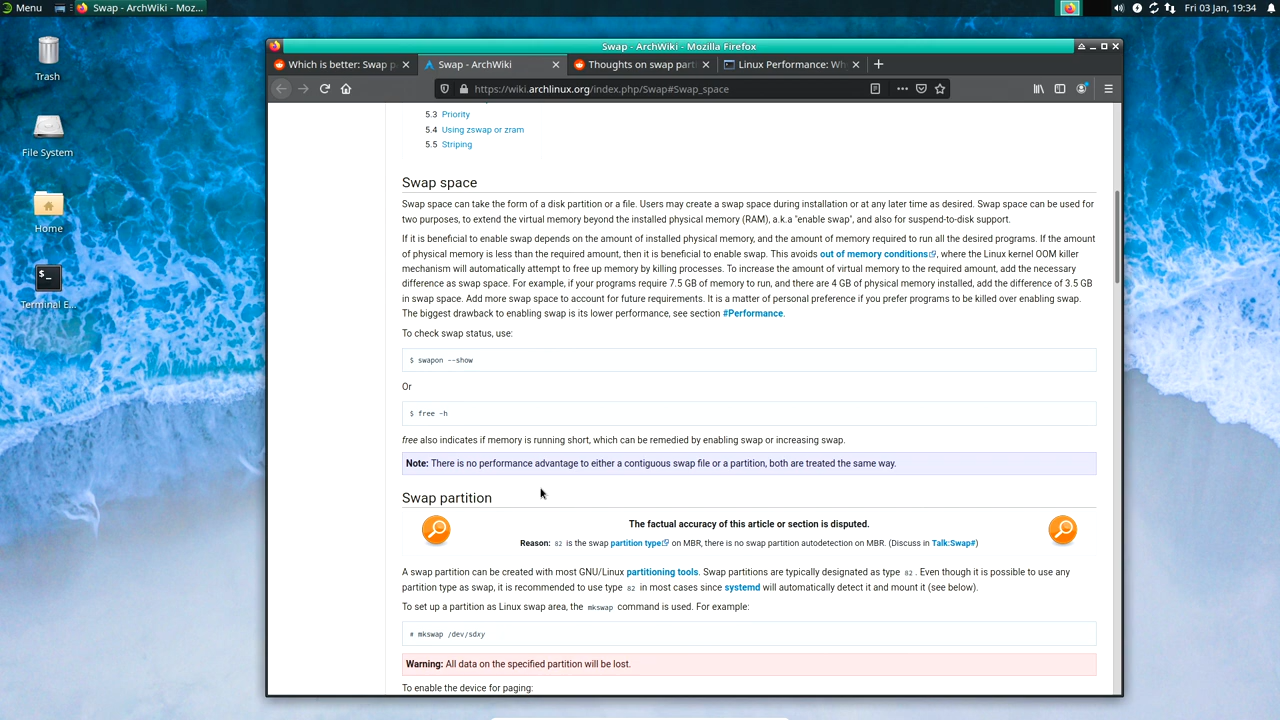 Menu
Swap - ArchWiki - Moz...
Fri 03 Jan, 19:34
Trash
File System
Home
Terminal E...
Swap - ArchWiki - Mozilla Firefox
Which is better: Swap p
Swap - ArchWiki
Thoughts on swap part
Linux Performance: Wh
https://wiki.archlinux.org/index.php/Swap#Swap_space
5.3 Priority
5.4 Using zswap or zram
5.5 Striping
Swap space
Swap space can take the form of a disk partition or a file. Users may create a swap space during installation or at any later time as desired. Swap space can be used for
two purposes, to extend the virtual memory beyond the installed physical memory (RAM), a.k.a "enable swap", and also for suspend-to-disk support.
If it is beneficial to enable swap depends on the amount of installed physical memory, and the amount of memory required to run all the desired programs. If the amount
of physical memory is less than the required amount, then it is beneficial to enable swap. This avoids out of memory conditions, where the Linux kernel OOM killer
mechanism will automatically attempt to free up memory by killing processes. To increase the amount of virtual memory to the required amount, add the necessary
difference as swap space. For example, if your programs require 7.5 GB of memory to run, and there are 4 GB of physical memory installed, add the difference of 3.5 GB
in swap space. Add more swap space to account for future requirements. It is a matter of personal preference if you prefer programs to be killed over enabling swap.
The biggest drawback to enabling swap is its lower performance, see section #Performance.
To check swap status, use:
$ swapon --show
Or
$ free -h
free also indicates if memory is running short, which can be remedied by enabling swap or increasing swap.
Note: There is no performance advantage to either a contiguous swap file or a partition, both are treated the same way.
Swap partition
The factual accuracy of this article or section is disputed.
Reason: 82 is the swap partition type on MBR, there is no swap partition autodetection on MBR. (Discuss in Talk:Swap#)
A swap partition can be created with most GNU/Linux partitioning tools. Swap partitions are typically designated as type 82. Even though it is possible to use any
partition type as swap, it is recommended to use type 82 in most cases since systemd will automatically detect it and mount it (see below).
To set up a partition as Linux swap area, the mkswap command is used. For example:
# mkswap /dev/sdxy
Warning: All data on the specified partition will be lost.
To enable the device for paging: